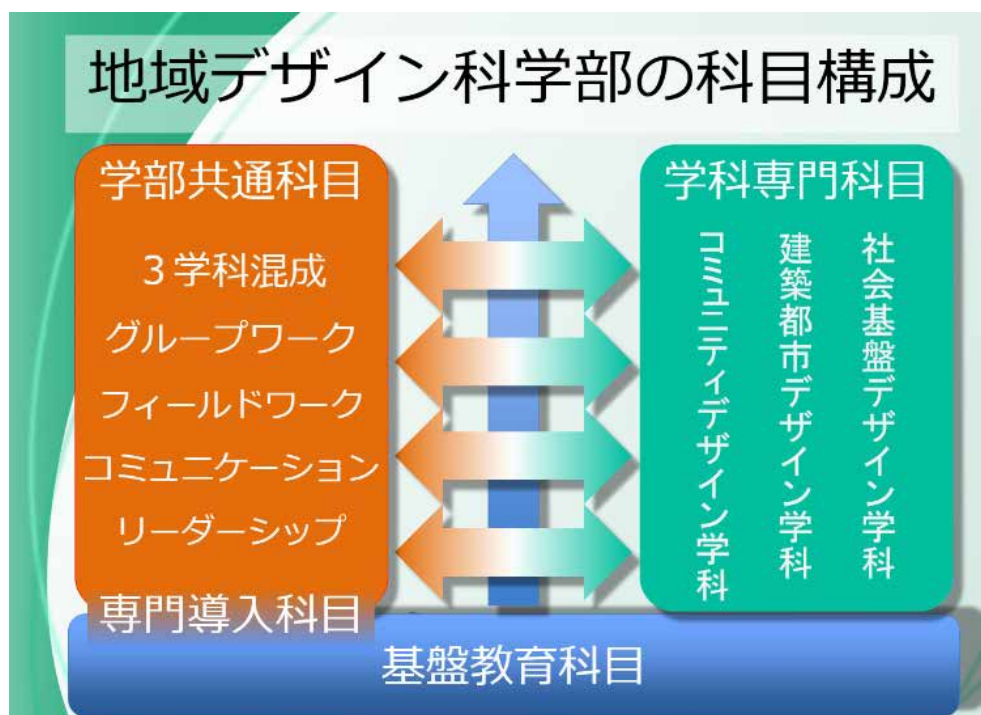 地域デザイン科学部の科目構成
学部共通科目
３学科混成
グループワーク
フィールドワーク
コミュニケーション
リーダーシップ
専門導入科目
学科専門科目
社会基盤デザイン学科
建築都市デザイン学科
コミュニティデザイン学科
基盤教育科目